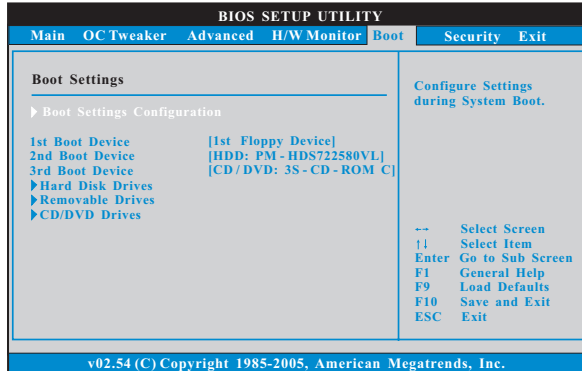 BIOS SETUP UTILITY
Main OC Tweaker Advanced H/W Monitor Boot Security Exit
Boot Settings
Boot Settings Configuration
1st Boot Device [1st Floppy Device]
2nd Boot Device [HDD: PM - HDS722580VL]
3rd Boot Device [CD / DVD: 3S - CD - ROM C]
Hard Disk Drives
Removable Drives
CD/DVD Drives
Configure Settings
during System Boot.
←→ Select Screen
↑↓ Select Item
Enter Go to Sub Screen
F1 General Help
F9 Load Defaults
F10 Save and Exit
ESC Exit
v02.54 (C) Copyright 1985-2005, American Megatrends, Inc.